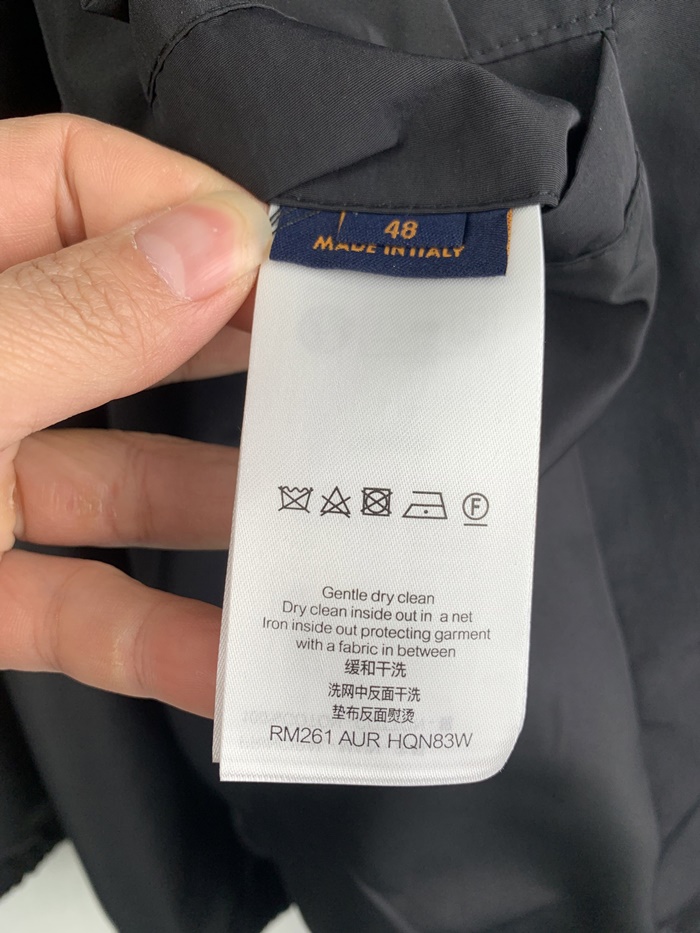 48
MADE IN ITALY
F
Gentle dry clean
Dry clean inside out in a net
Iron inside out protecting garment
with a fabric in between
缓和干洗
洗网中反面干洗
垫布反面熨烫
RM261 AUR HQN83W